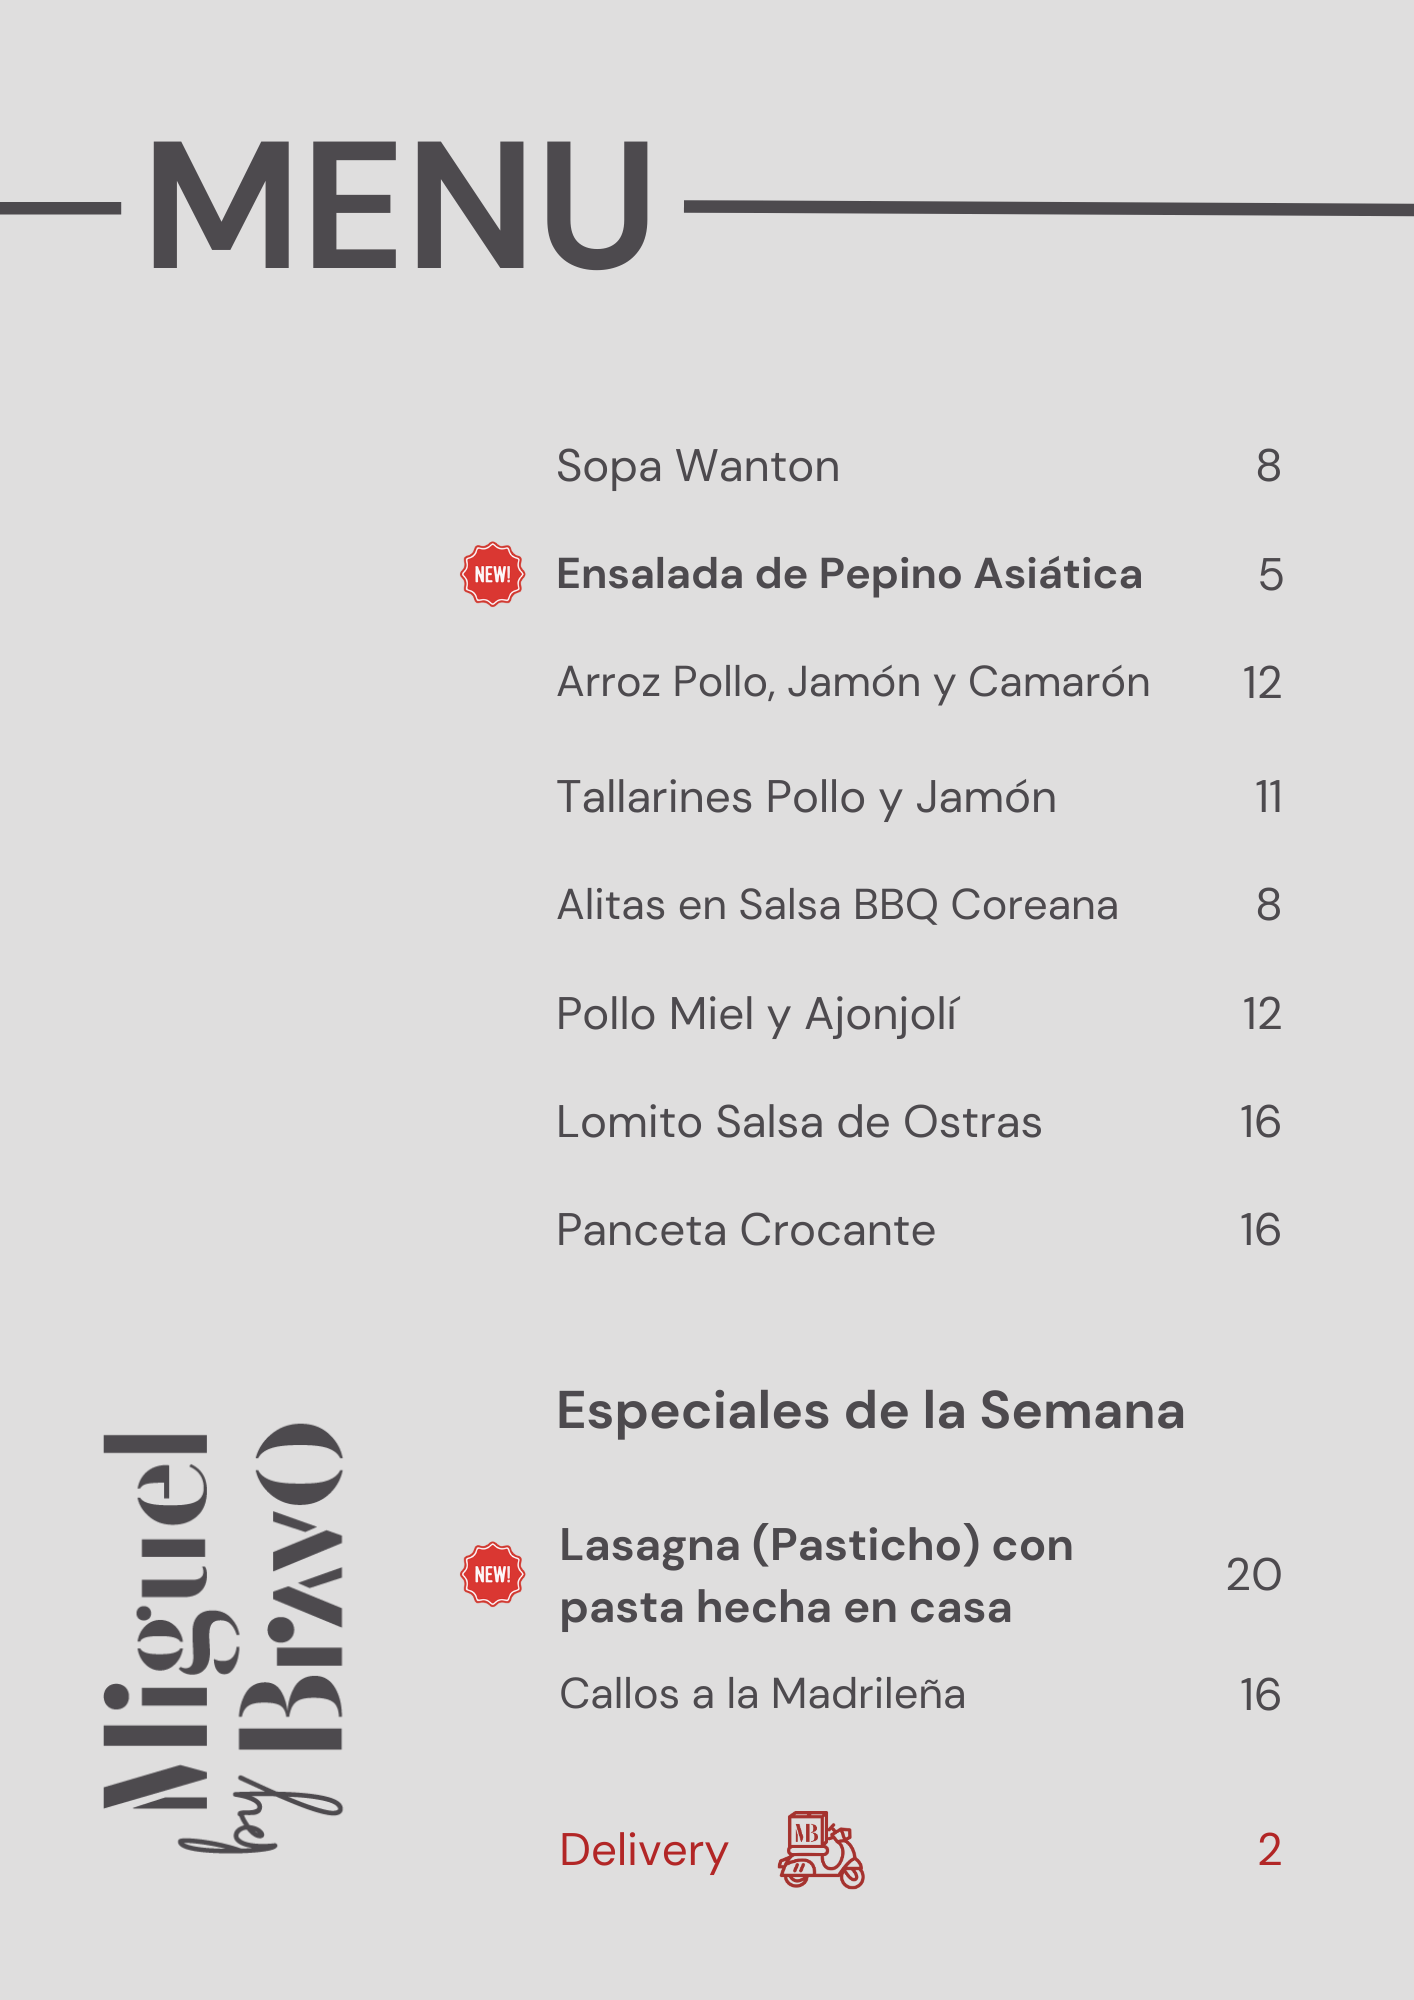 MENU
Sopa Wanton 8
NEW! Ensalada de Pepino Asiática 5
Arroz Pollo, Jamón y Camarón 12
Tallarines Pollo y Jamón 11
Alitas en Salsa BBQ Coreana 8
Pollo Miel y Ajonjolí 12
Lomito Salsa de Ostras 16
Panceta Crocante 16
Especiales de la Semana
NEW! Lasagna (Pasticho) con
pasta hecha en casa 20
Callos a la Madrileña 16
Delivery MB 2
Miguel
by Bravo